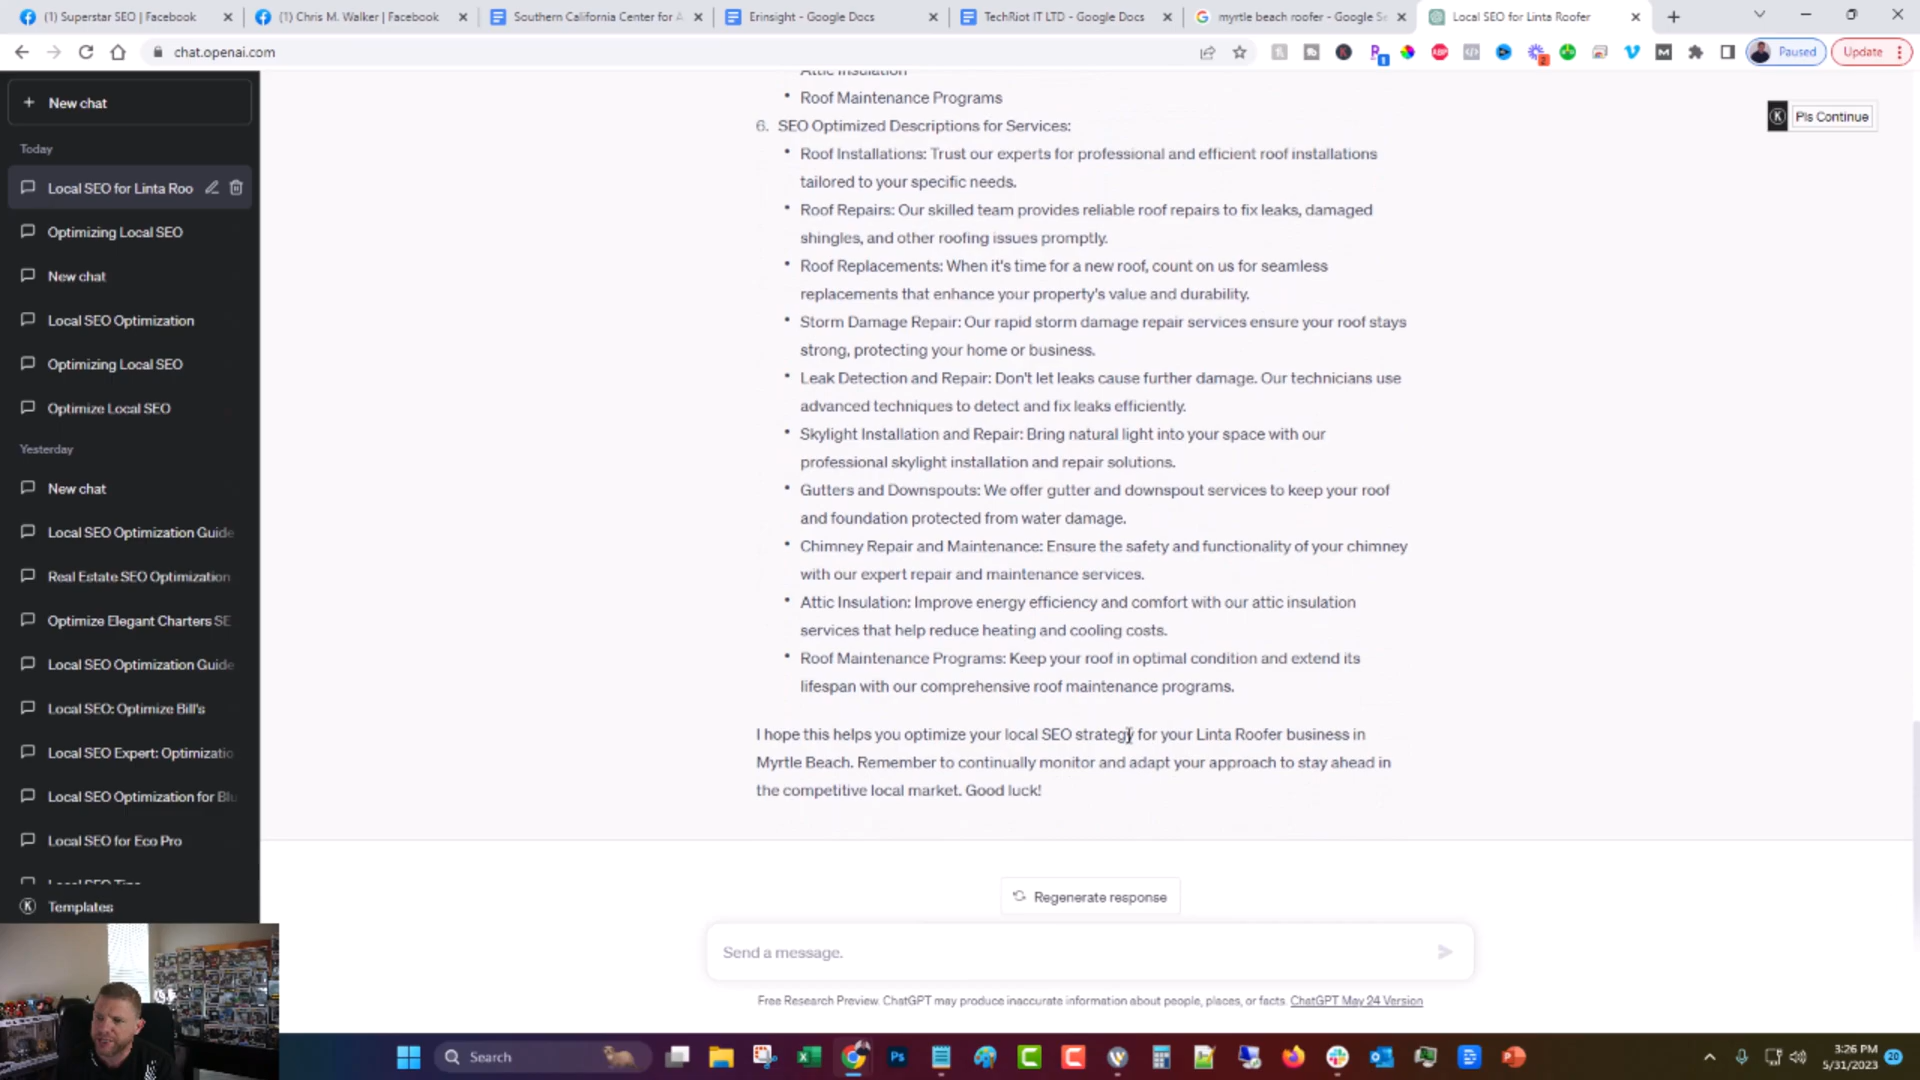 (1) Superstar SEO | Facebook
(1) Chris M. Walker | Facebook
Southern California Center for A
Erinsight - Google Docs
TechRiot IT LTD - Google Docs
myrtle beach roofer - Google Se
Local SEO for Linta Roofer
chat.openai.com
Paused
Update
New chat
Today
Local SEO for Linta Roo
Optimizing Local SEO
New chat
Local SEO Optimization
Optimizing Local SEO
Optimize Local SEO
Yesterday
New chat
Local SEO Optimization Guide
Real Estate SEO Optimization
Optimize Elegant Charters SE
Local SEO Optimization Guide
Local SEO: Optimize Bill's
Local SEO Expert: Optimizatio
Local SEO Optimization for Blu
Local SEO for Eco Pro
Local SEO Tips
Templates
Pls Continue
Attic Insulation
• Roof Maintenance Programs
6. SEO Optimized Descriptions for Services:
• Roof Installations: Trust our experts for professional and efficient roof installations
tailored to your specific needs.
• Roof Repairs: Our skilled team provides reliable roof repairs to fix leaks, damaged
shingles, and other roofing issues promptly.
• Roof Replacements: When it's time for a new roof, count on us for seamless
replacements that enhance your property's value and durability.
• Storm Damage Repair: Our rapid storm damage repair services ensure your roof stays
strong, protecting your home or business.
• Leak Detection and Repair: Don't let leaks cause further damage. Our technicians use
advanced techniques to detect and fix leaks efficiently.
• Skylight Installation and Repair: Bring natural light into your space with our
professional skylight installation and repair solutions.
• Gutters and Downspouts: We offer gutter and downspout services to keep your roof
and foundation protected from water damage.
• Chimney Repair and Maintenance: Ensure the safety and functionality of your chimney
with our expert repair and maintenance services.
• Attic Insulation: Improve energy efficiency and comfort with our attic insulation
services that help reduce heating and cooling costs.
• Roof Maintenance Programs: Keep your roof in optimal condition and extend its
lifespan with our comprehensive roof maintenance programs.
I hope this helps you optimize your local SEO strategy for your Linta Roofer business in
Myrtle Beach. Remember to continually monitor and adapt your approach to stay ahead in
the competitive local market. Good luck!
Regenerate response
Send a message.
Free Research Preview. ChatGPT may produce inaccurate information about people, places, or facts. ChatGPT May 24 Version
Search
3:26 PM
5/31/2023
20